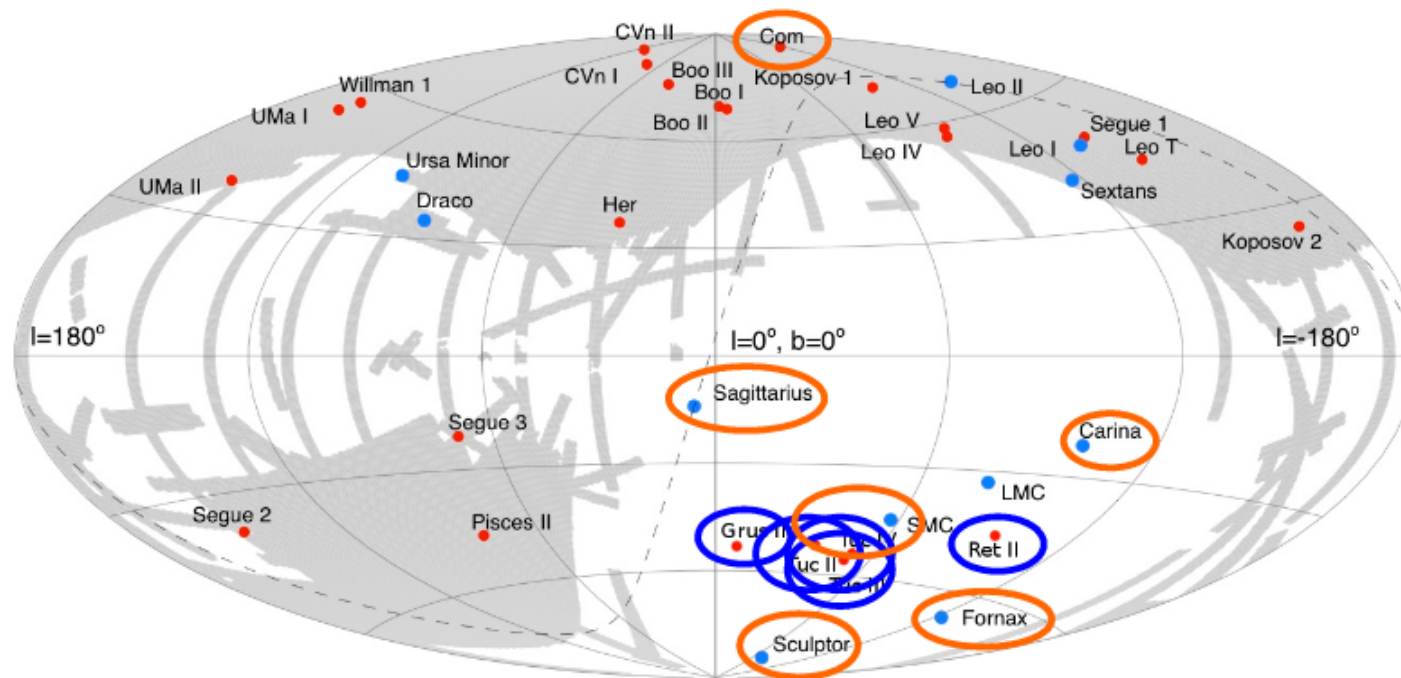 CVn II
Com
CVn I
Boo III
Koposov 1
Leo II
Willman 1
UMa I
Boo I
Boo II
Leo V
Leo IV
Segue 1
Leo I
Leo T
Ursa Minor
UMa II
Draco
Sextans
Her
Koposov 2
l=180°
l=0°, b=0°
l=-180°
Sagittarius
Segue 3
Carina
LMC
Segue 2
Pisces II
Grus II
SMC
Ret II
Tuc II
Fornax
Sculptor